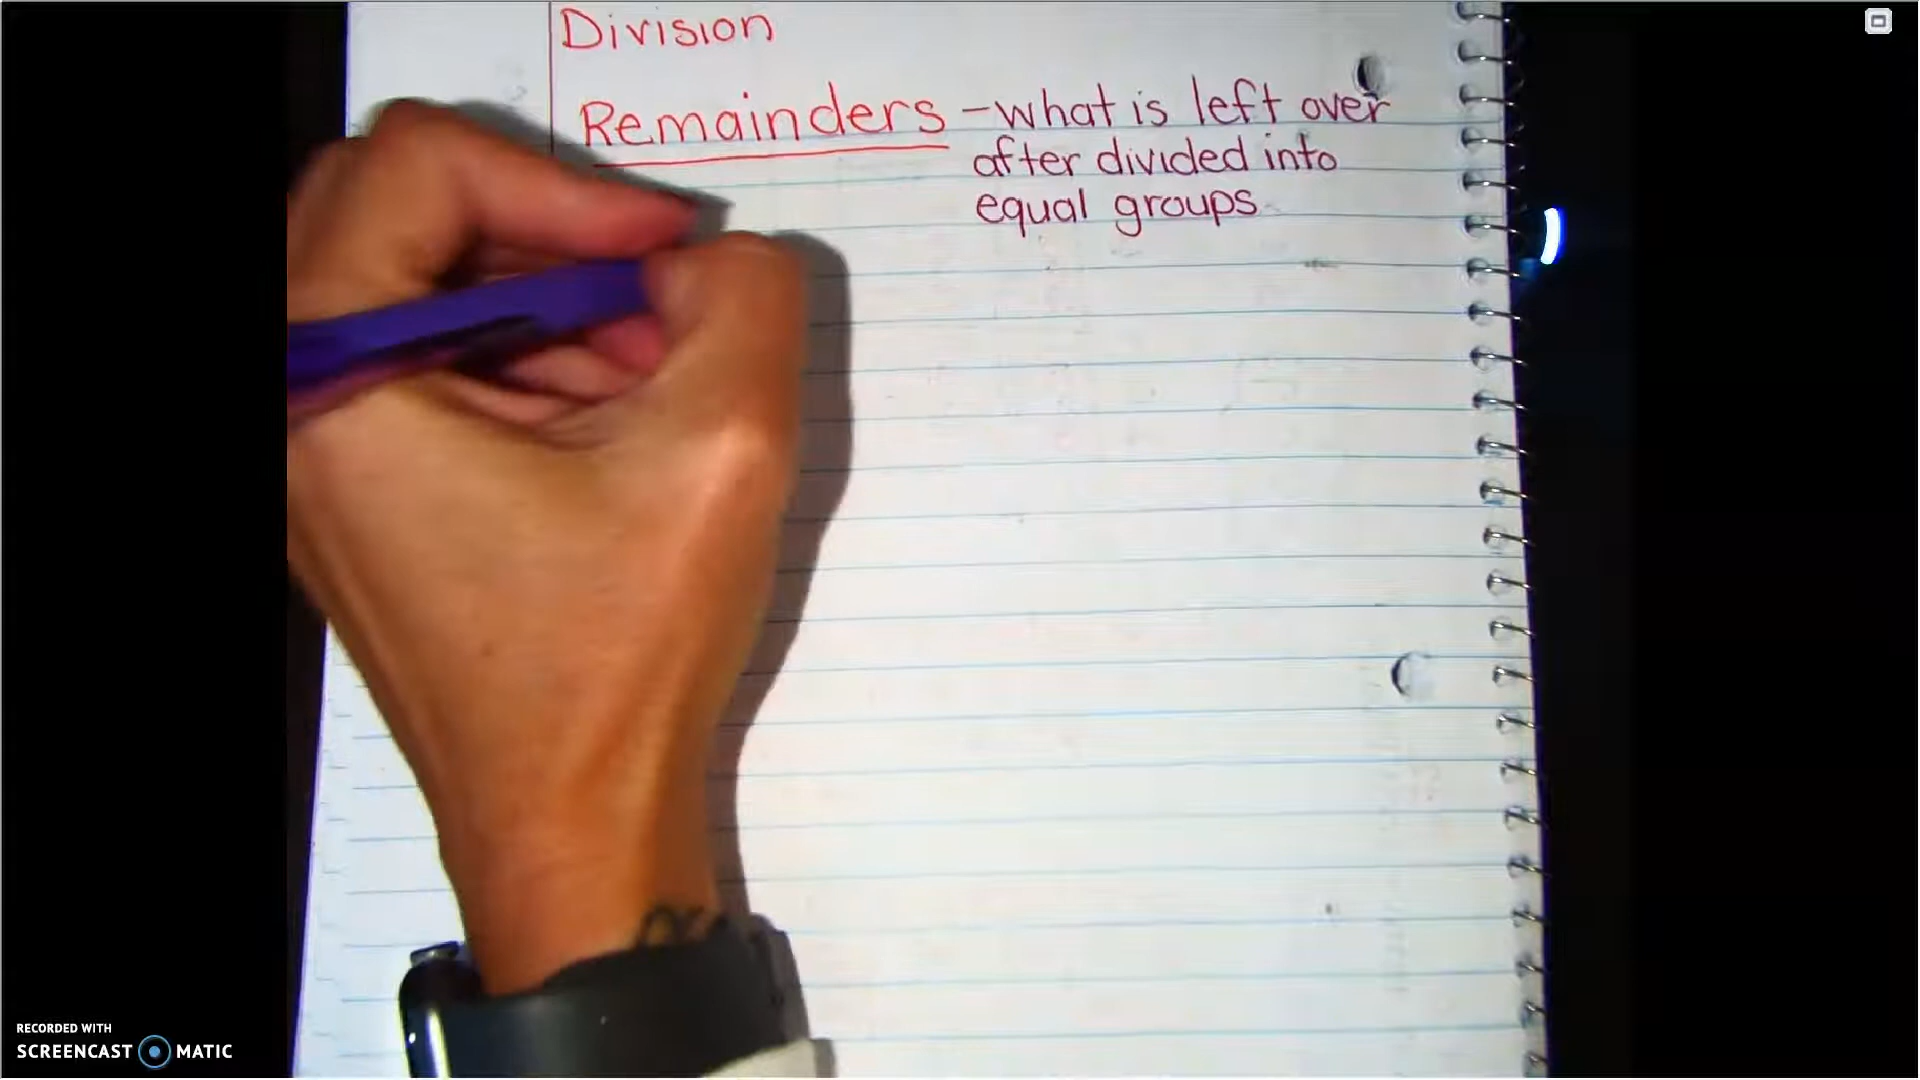 Division
Remainders - what is left over
after divided into
equal groups
RECORDED WITH
SCREENCAST MATIC